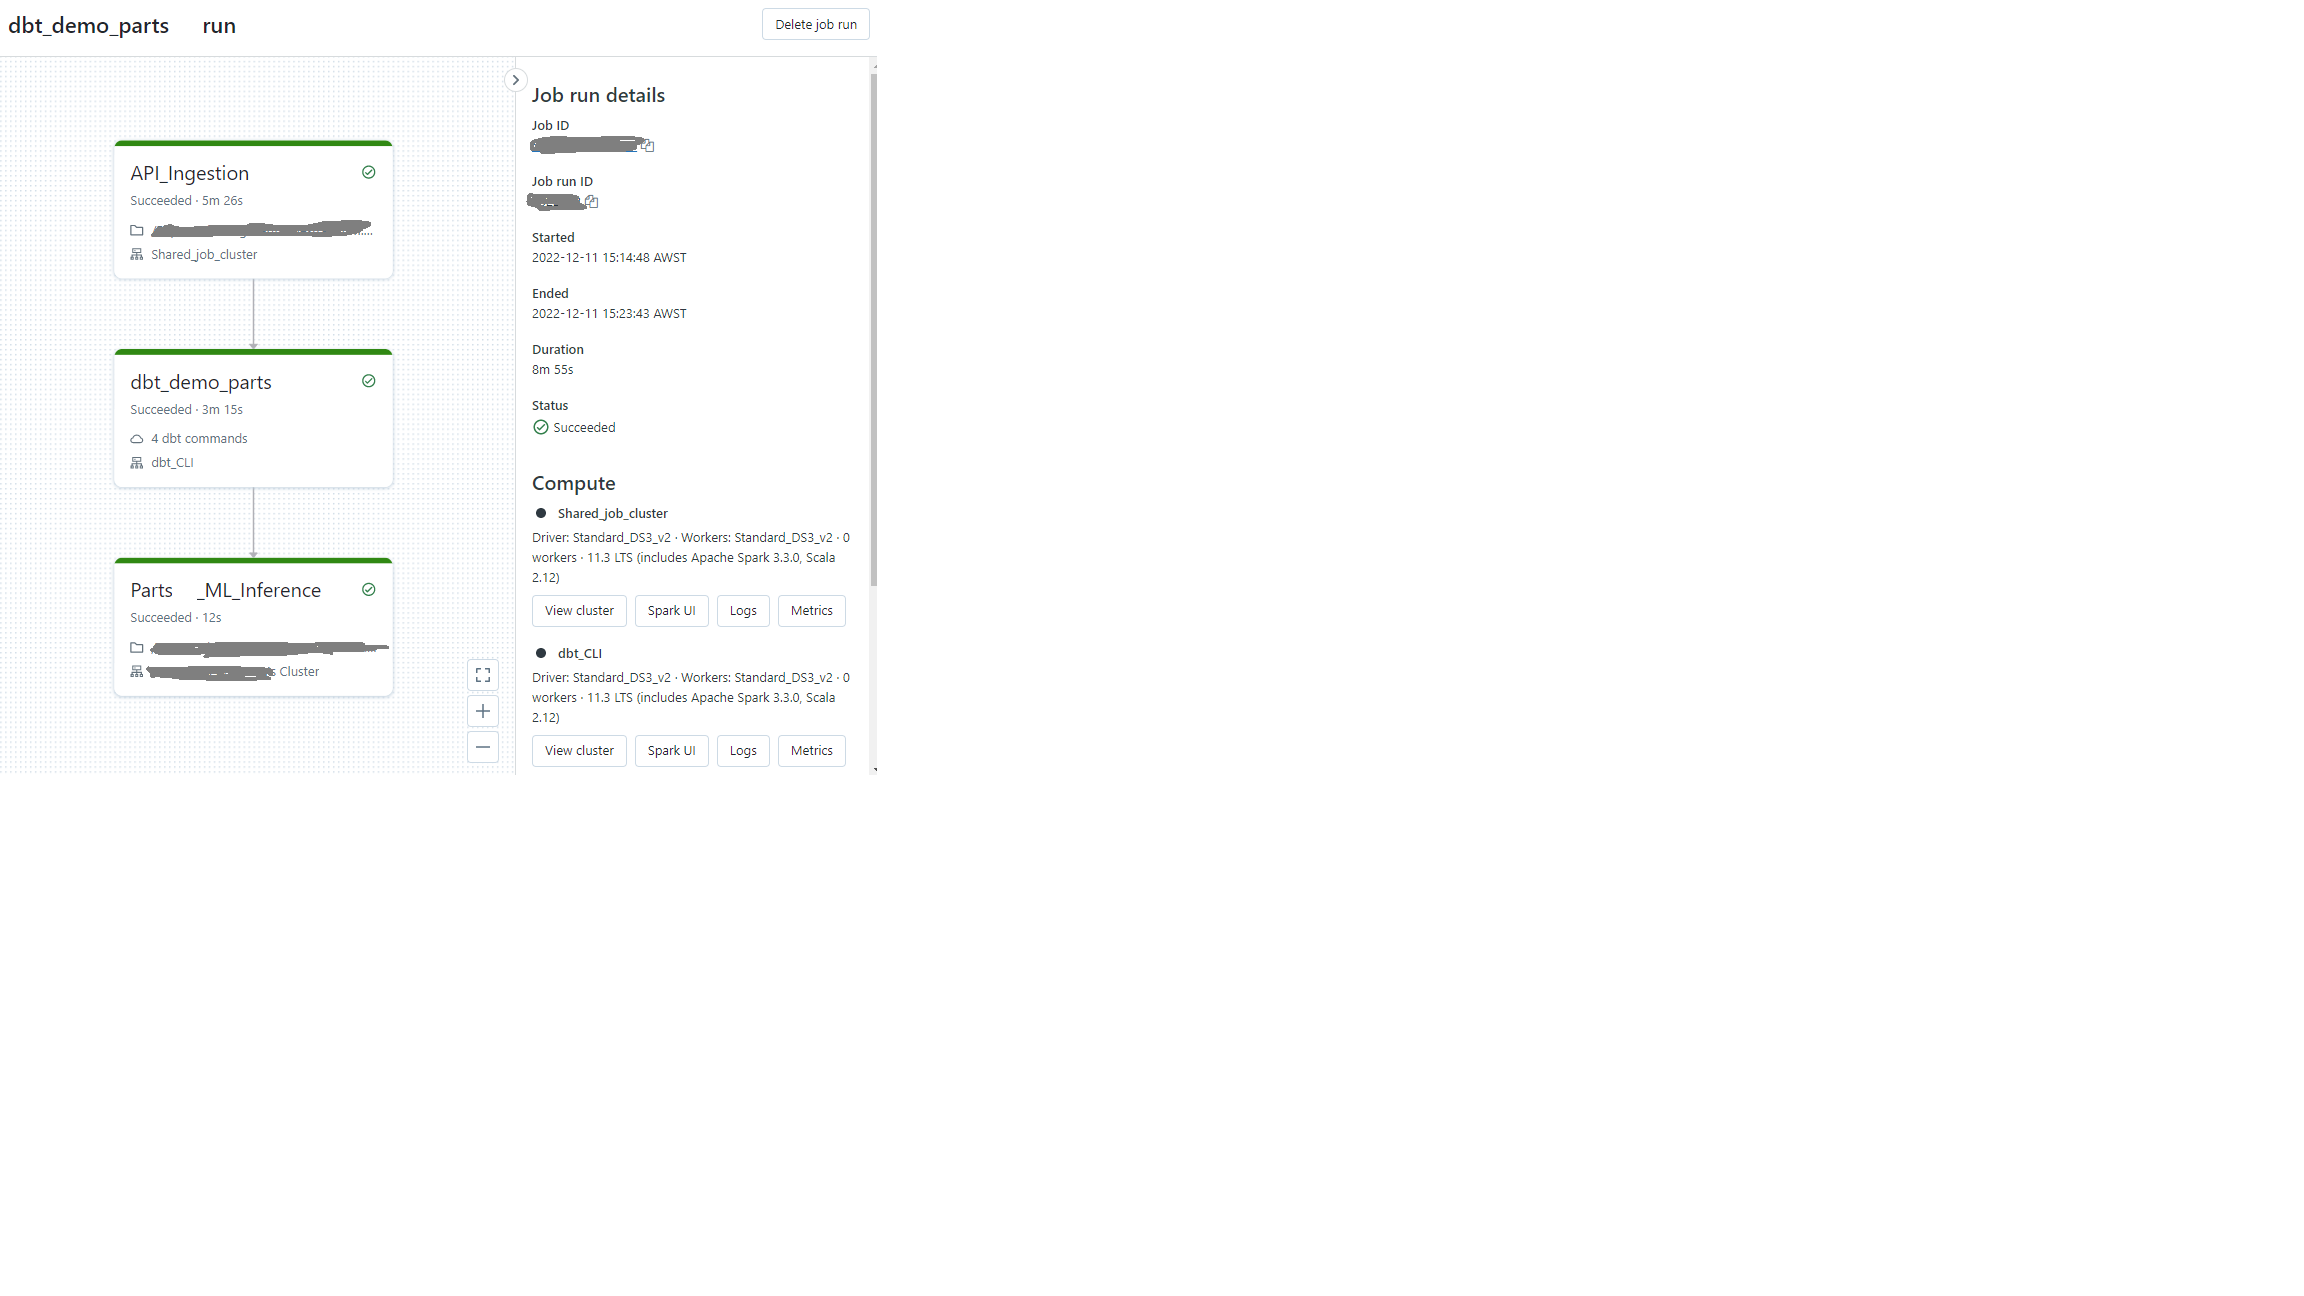 dbt_demo_parts run
Delete job run
API_Ingestion
Succeeded · 5m 26s
Shared_job_cluster
dbt_demo_parts
Succeeded · 3m 15s
4 dbt commands
dbt_CLI
Parts _ML_Inference
Succeeded · 12s
Cluster
Job run details
Job ID
Job run ID
Started
2022-12-11 15:14:48 AWST
Ended
2022-12-11 15:23:43 AWST
Duration
8m 55s
Status
Succeeded
Compute
Shared_job_cluster
Driver: Standard_DS3_v2 · Workers: Standard_DS3_v2 · 0
workers · 11.3 LTS (includes Apache Spark 3.3.0, Scala
2.12)
View cluster Spark UI Logs Metrics
dbt_CLI
Driver: Standard_DS3_v2 · Workers: Standard_DS3_v2 · 0
workers · 11.3 LTS (includes Apache Spark 3.3.0, Scala
2.12)
View cluster Spark UI Logs Metrics